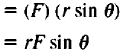 = (F) (r sin θ)
= rF sin θ